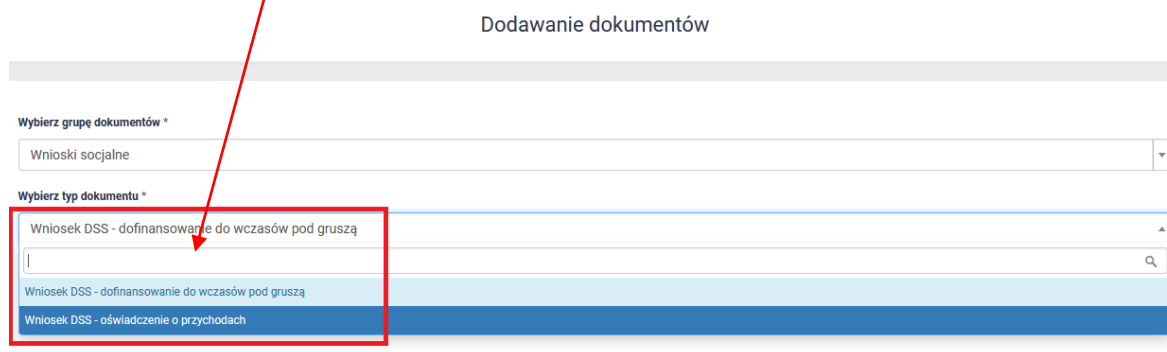 Dodawanie dokumentów
Wybierz grupę dokumentów *
Wnioski socjalne
Wybierz typ dokumentu *
Wniosek DSS - dofinansowanie do wczasów pod gruszą
Wniosek DSS - dofinansowanie do wczasów pod gruszą
Wniosek DSS - oświadczenie o przychodach